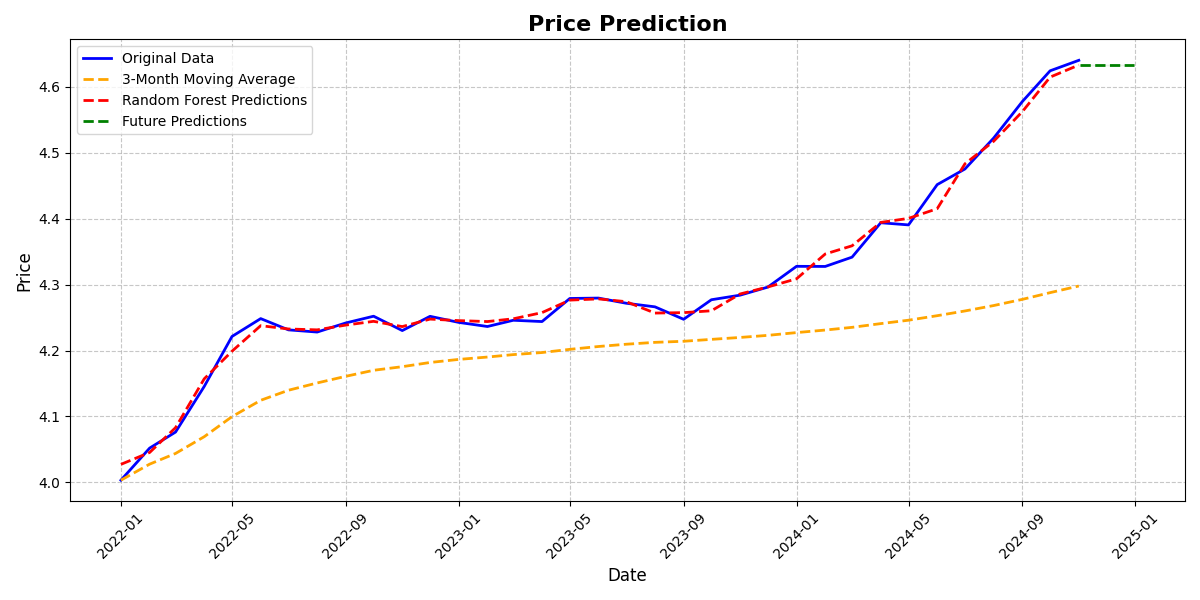 Price Prediction
Original Data
3-Month Moving Average
Random Forest Predictions
Future Predictions
Price
4.6
4.5
4.4
4.3
4.2
4.1
4.0
2022-01
2022-05
2022-09
2023-01
2023-05
2023-09
2024-01
2024-05
2024-09
2025-01
Date